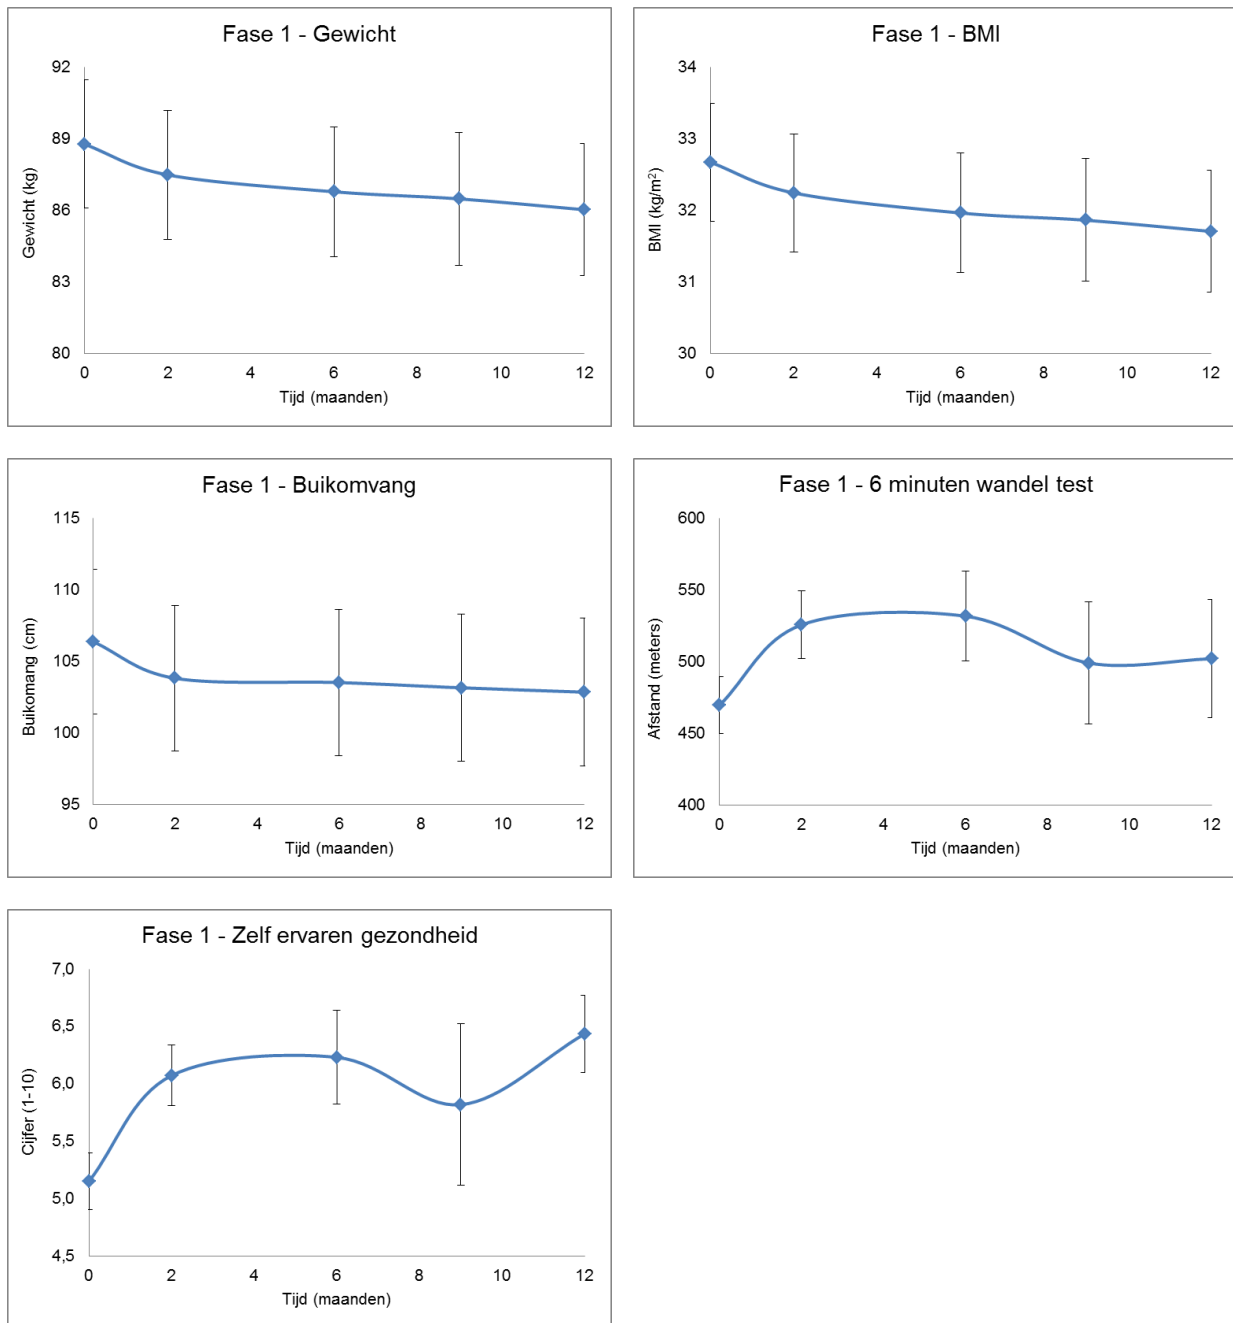 Fase 1 - Gewicht
92
89
86
83
80
Gewicht (kg)
0 2 4 6 8 10 12
Tijd (maanden)
Fase 1 - BMI
34
33
32
31
30
BMI (kg/m²)
0 2 4 6 8 10 12
Tijd (maanden)
Fase 1 - Buikomvang
115
110
105
100
95
Buikomang (cm)
0 2 4 6 8 10 12
Tijd (maanden)
Fase 1 - 6 minuten wandel test
600
550
500
450
400
Afstand (meters)
0 2 4 6 8 10 12
Tijd (maanden)
Fase 1 - Zelf ervaren gezondheid
7,0
6,5
6,0
5,5
5,0
4,5
Cijfer (1-10)
0 2 4 6 8 10 12
Tijd (maanden)